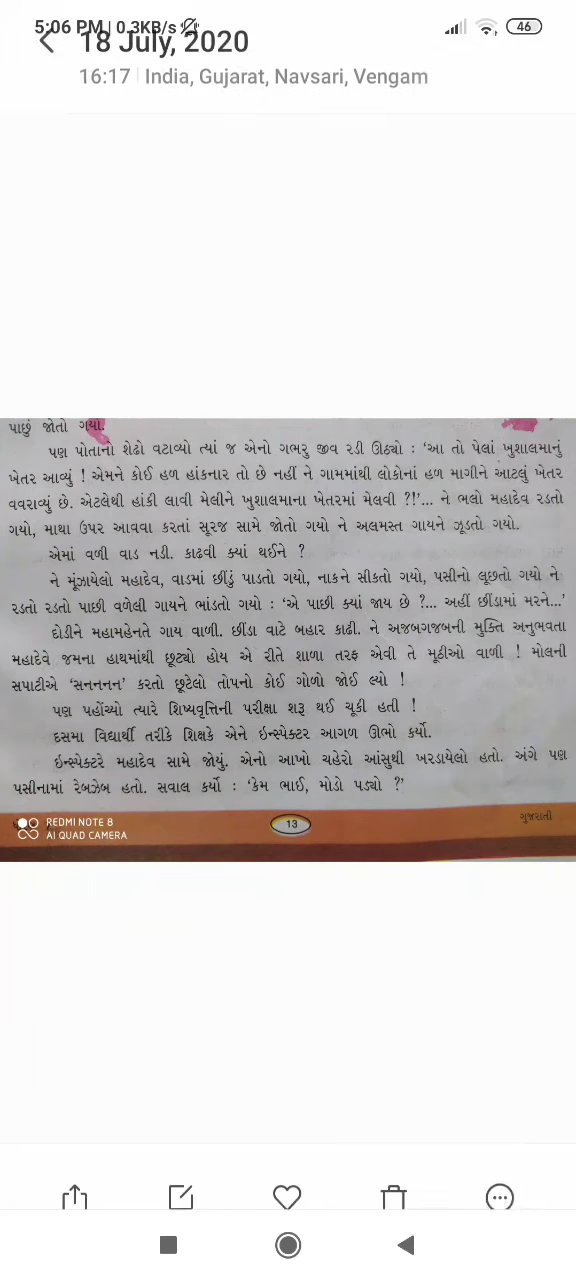 5:06 PM | 0.3KB/s
46
18 July, 2020
16:17 | India, Gujarat, Navsari, Vengam
પાછું જોતો ગયો.
પણ પોતાનો શેઢો વટાવ્યો ત્યાં જ એનો ગભરુ જીવ રડી ઊઠ્યો : ‘આ તો પેલાં ખુશાલમાનું
ખેતર આવ્યું ! એમને કોઈ હળ હાંકનાર તો છે નહીં ને ગામમાંથી લોકોનાં હળ માગીને આટલું ખેતર
વવરાવ્યું છે. એટલેથી હાંકી લાવી મેલીને ખુશાલમાના ખેતરમાં મેલવી ?!’... ને ભલો મહાદેવ રડતો
ગયો, માથા ઉપર આવવા કરતાં સૂરજ સામે જોતો ગયો ને અલમસ્ત ગાયને ઝૂડતો ગયો.
એમાં વળી વાડ નડી. કાઢવી ક્યાં થઈને ?
ને મૂંઝાયેલો મહાદેવ, વાડમાં છીંડું પાડતો ગયો, નાકને સીકતો ગયો, પસીનો લૂછતો ગયો ને
રડતો રડતો પાછી વળેલી ગાયને ભાંડતો ગયો : ‘એ પાછી ક્યાં જાય છે ?... અહીં છીંડામાં મરને...’
દોડીને મહામહેનતે ગાય વાળી. છીંડા વાટે બહાર કાઢી. ને અજબગજબની મુક્તિ અનુભવતા
મહાદેવે જમના હાથમાંથી છૂટ્યો હોય એ રીતે શાળા તરફ એવી તે મૂઠીઓ વાળી ! મોલની
સપાટીએ ‘સનનનન’ કરતો છૂટેલો તોપનો કોઈ ગોળો જોઈ લ્યો !
પણ પહોંચ્યો ત્યારે શિષ્યવૃત્તિની પરીક્ષા શરૂ થઈ ચૂકી હતી !
દસમા વિદ્યાર્થી તરીકે શિક્ષકે એને ઇન્સ્પેક્ટર આગળ ઊભો કર્યો.
ઇન્સ્પેક્ટરે મહાદેવ સામે જોયું. એનો આખો ચહેરો આંસુથી ખરડાયેલો હતો. અંગે પણ
પસીનામાં રેબઝેબ હતો. સવાલ કર્યો : ‘કેમ ભાઈ, મોડો પડ્યો ?’
13
ગુજરાતી
REDMI NOTE 8
AI QUAD CAMERA